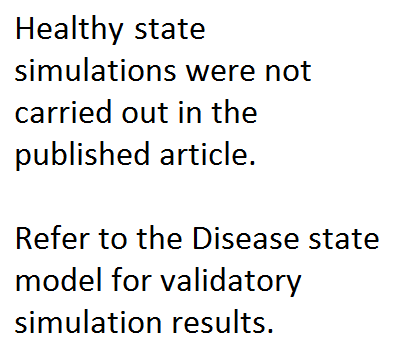 Healthy state
simulations were not
carried out in the
published article.
Refer to the Disease state
model for validatory
simulation results.